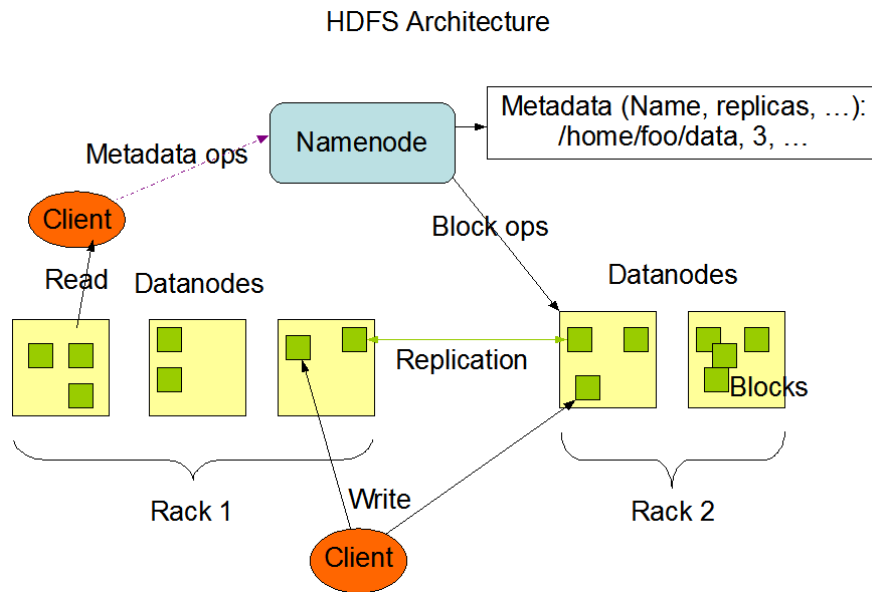 HDFS Architecture
Metadata (Name, replicas, …):
/home/foo/data, 3, …
Namenode
Metadata ops
Client
Block ops
Read
Datanodes
Datanodes
Replication
Blocks
Rack 1
Write
Rack 2
Client